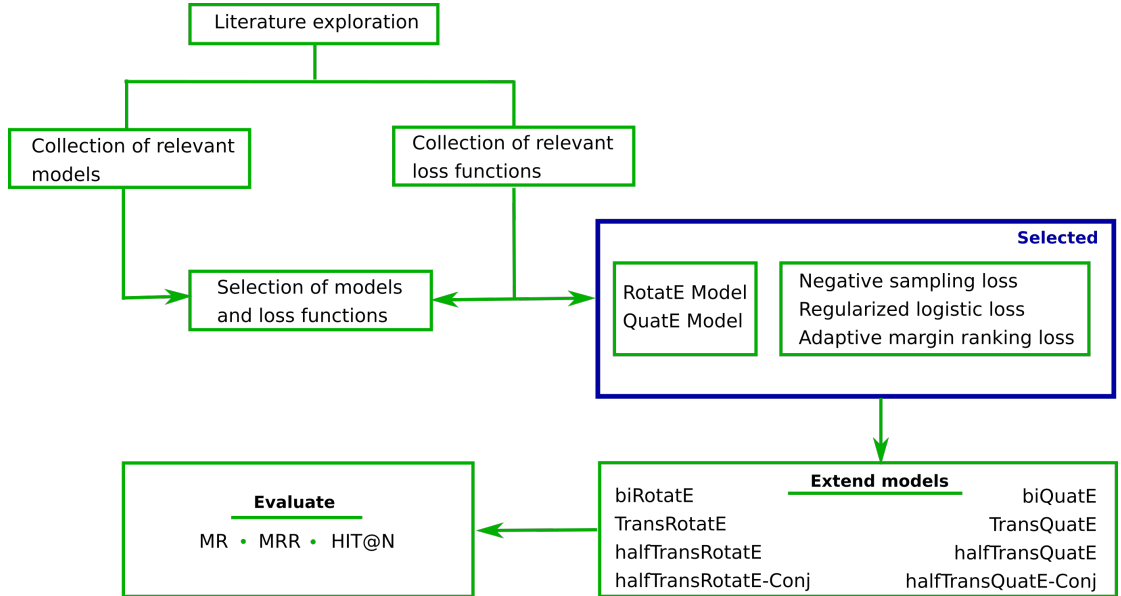 Literature exploration
Collection of relevant
models
Collection of relevant
loss functions
Selected
Selection of models
and loss functions
RotatE Model
QuatE Model
Negative sampling loss
Regularized logistic loss
Adaptive margin ranking loss
Evaluate
MR • MRR • HIT@N
Extend models
biRotatE
TransRotatE
halfTransRotatE
halfTransRotatE-Conj
biQuatE
TransQuatE
halfTransQuatE
halfTransQuatE-Conj